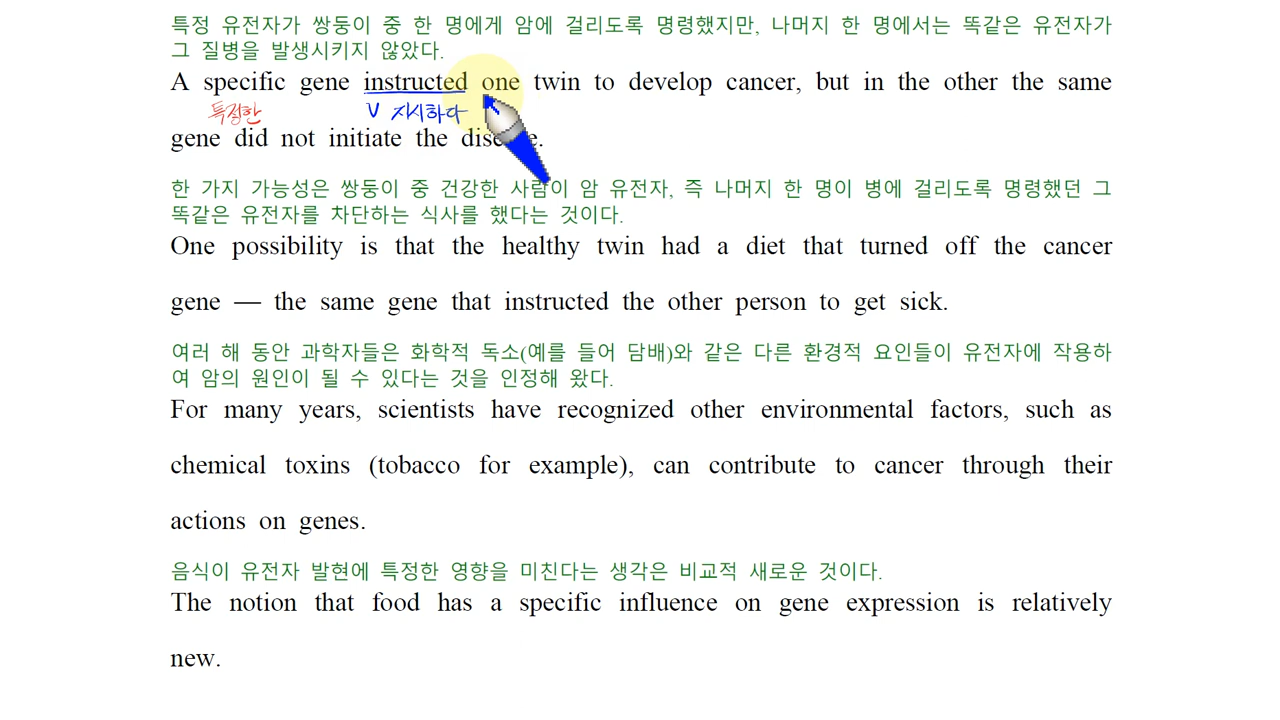 특정 유전자가 쌍둥이 중 한 명에게 암에 걸리도록 명령했지만, 나머지 한 명에서는 똑같은 유전자가
그 질병을 발생시키지 않았다.
A specific gene instructed one twin to develop cancer, but in the other the same
특정한 V 지시하다
gene did not initiate the disease.
한 가지 가능성은 쌍둥이 중 건강한 사람이 암 유전자, 즉 나머지 한 명이 병에 걸리도록 명령했던 그
똑같은 유전자를 차단하는 식사를 했다는 것이다.
One possibility is that the healthy twin had a diet that turned off the cancer
gene — the same gene that instructed the other person to get sick.
여러 해 동안 과학자들은 화학적 독소(예를 들어 담배)와 같은 다른 환경적 요인들이 유전자에 작용하
여 암의 원인이 될 수 있다는 것을 인정해 왔다.
For many years, scientists have recognized other environmental factors, such as
chemical toxins (tobacco for example), can contribute to cancer through their
actions on genes.
음식이 유전자 발현에 특정한 영향을 미친다는 생각은 비교적 새로운 것이다.
The notion that food has a specific influence on gene expression is relatively
new.